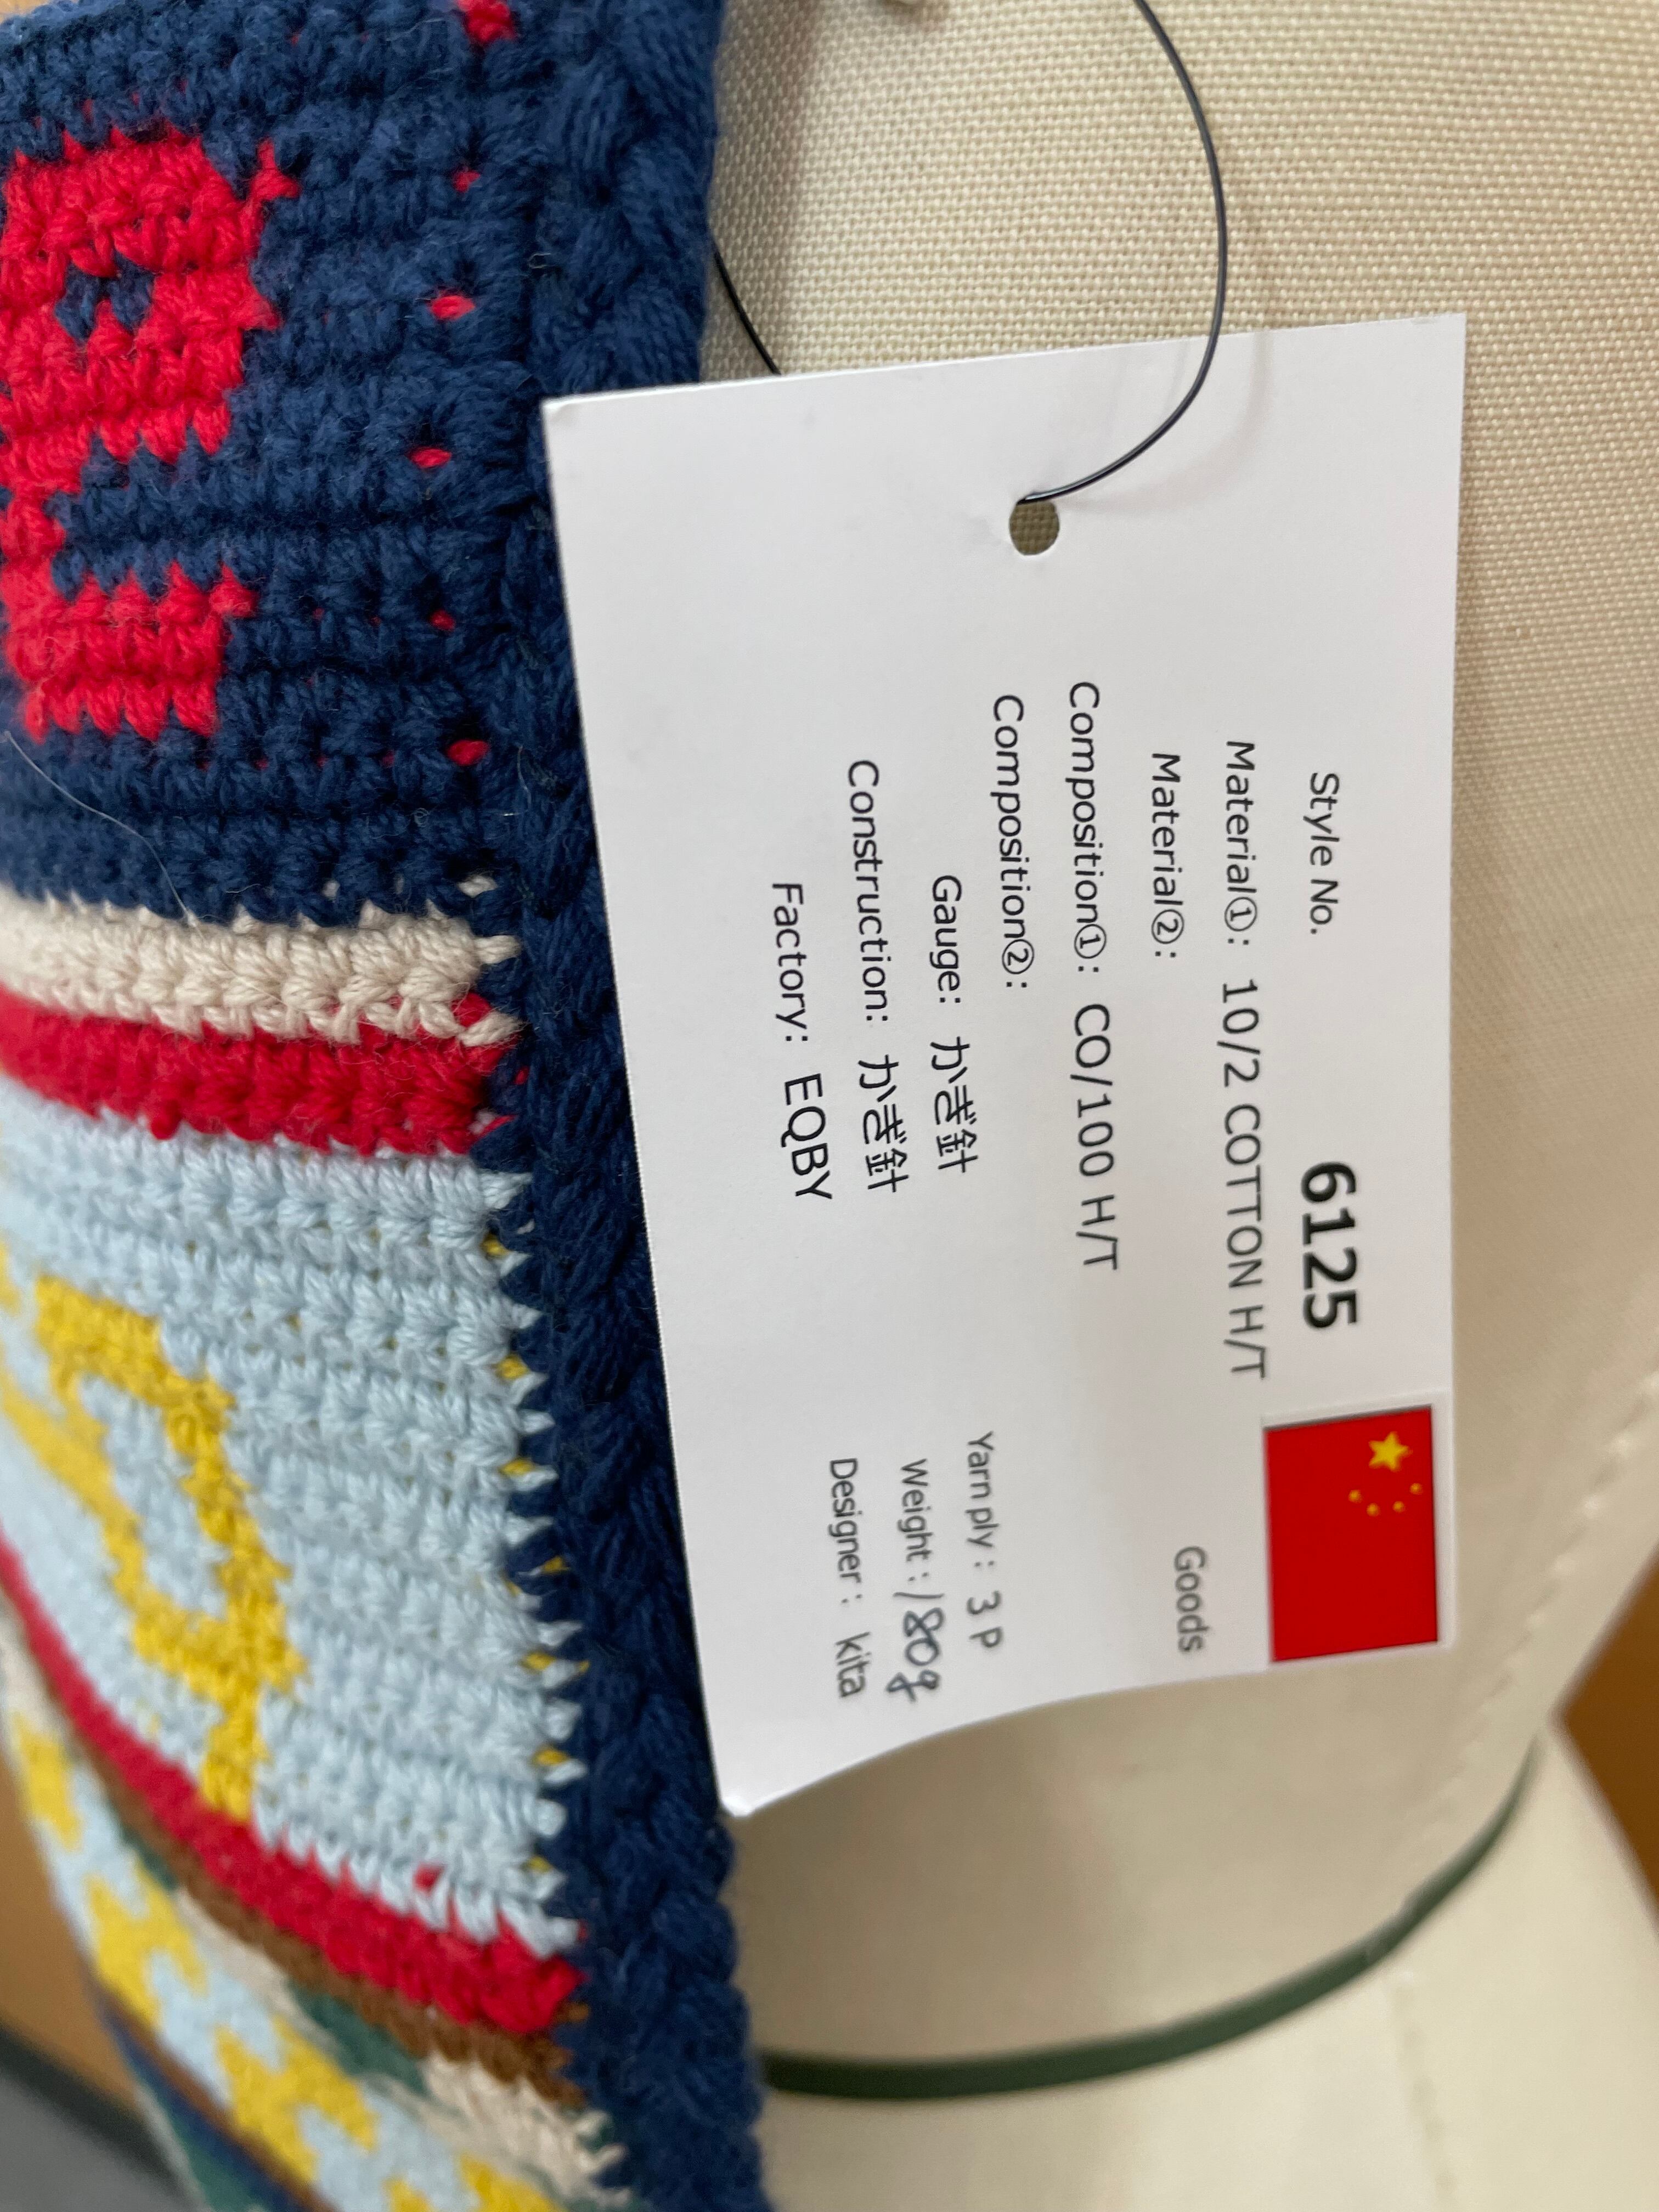 Style No. 6125
Material①: 10/2 COTTON H/T
Material②:
Goods
Composition①: CO/100 H/T
Composition②:
Gauge: かぎ針 Yarn ply : 3 P
Construction: かぎ針 Weight : 180g
Factory: EQBY Designer : kita